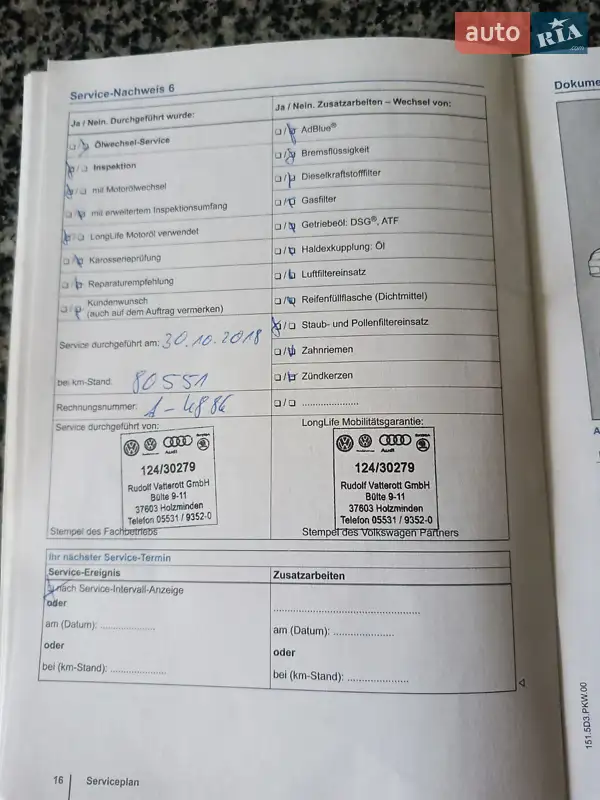 auto RIA .com
Service-Nachweis 6
Ja / Nein. Durchgeführt wurde:
☐/☒ Ölwechsel-Service
☒/☐ Inspektion
☒/☐ mit Motorölwechsel
☐/☒ mit erweitertem Inspektionsumfang
☒/☐ LongLife Motoröl verwendet
☐/☒ Karosserieprüfung
☐/☒ Reparaturempfehlung
☐/☒ Kundenwunsch
(auch auf dem Auftrag vermerken)
Service durchgeführt am: 30.10.2018
bei km-Stand: 80551
Rechnungsnummer: 1-4886
Service durchgeführt von:
Audi
Service
124/30279
Rudolf Vatterott GmbH
Bülte 9-11
37603 Holzminden
Telefon 05531 / 9352-0
Stempel des Fachbetriebs
Ja / Nein. Zusatzarbeiten – Wechsel von:
☐/☒ AdBlue®
☐/☒ Bremsflüssigkeit
☐/☒ Dieselkraftstofffilter
☐/☒ Gasfilter
☐/☒ Getriebeöl: DSG®, ATF
☐/☒ Haldexkupplung: Öl
☐/☒ Luftfiltereinsatz
☐/☒ Reifenfüllflasche (Dichtmittel)
☒/☐ Staub- und Pollenfiltereinsatz
☐/☒ Zahnriemen
☐/☒ Zündkerzen
☐/☐ ....................
LongLife Mobilitätsgarantie:
Audi
Service
124/30279
Rudolf Vatterott GmbH
Bülte 9-11
37603 Holzminden
Telefon 05531 / 9352-0
Stempel des Volkswagen Partners
Ihr nächster Service-Termin
Service-Ereignis
☒ nach Service-Intervall-Anzeige
oder
am (Datum): ...................
oder
bei (km-Stand): ...................
Zusatzarbeiten
..................................................
am (Datum): .....................
oder
bei (km-Stand): .....................
16
Serviceplan
Dokume
151.5D3.PKW.00